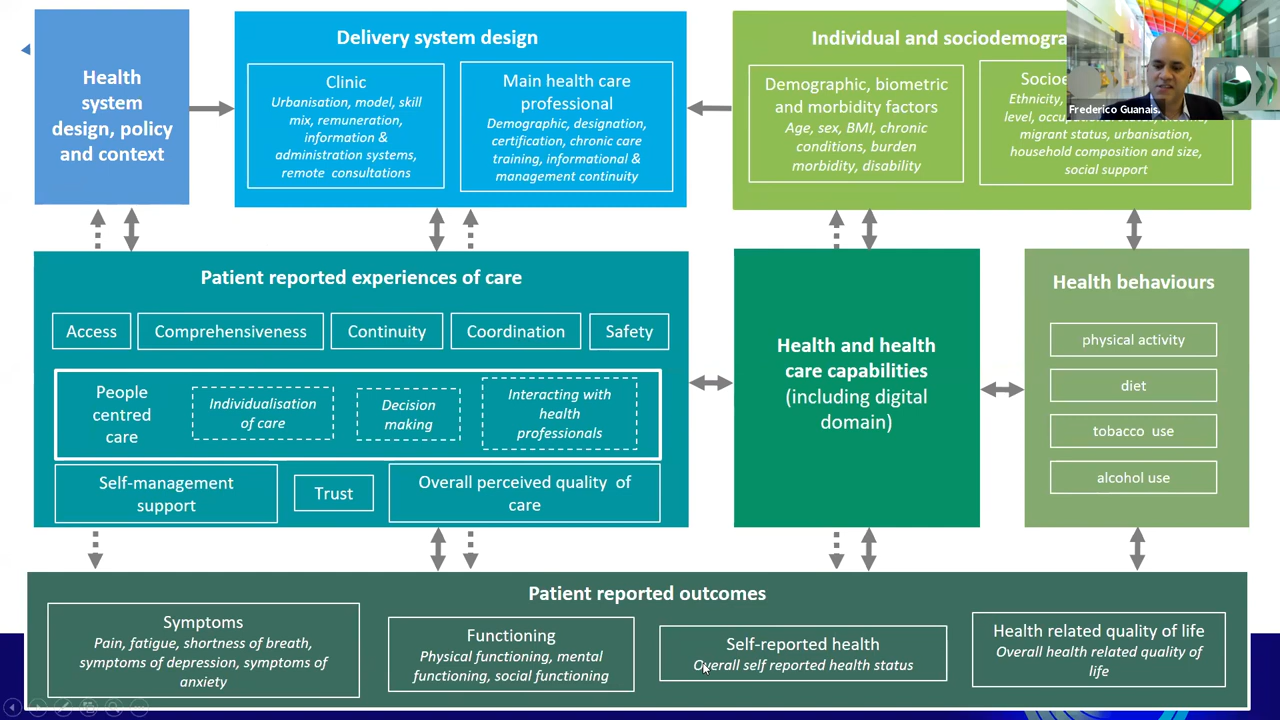 Health
system
design, policy
and context
Delivery system design
Clinic
Urbanisation, model, skill
mix, remuneration,
information &
administration systems,
remote consultations
Main health care
professional
Demographic, designation,
certification, chronic care
training, informational &
management continuity
Individual and sociodemogra
Demographic, biometric
and morbidity factors
Age, sex, BMI, chronic
conditions, burden
morbidity, disability
Socioe
Ethnicity,
level,
migrant status, urbanisation,
household composition and size,
social support
Frederico Guanais.
Patient reported experiences of care
Access
Comprehensiveness
Continuity
Coordination
Safety
People
centred
care
Individualisation
of care
Decision
making
Interacting with
health
professionals
Self-management
support
Trust
Overall perceived quality of
care
Health and health
care capabilities
(including digital
domain)
Health behaviours
physical activity
diet
tobacco use
alcohol use
Patient reported outcomes
Symptoms
Pain, fatigue, shortness of breath,
symptoms of depression, symptoms of
anxiety
Functioning
Physical functioning, mental
functioning, social functioning
Self-reported health
Overall self reported health status
Health related quality of life
Overall health related quality of
life